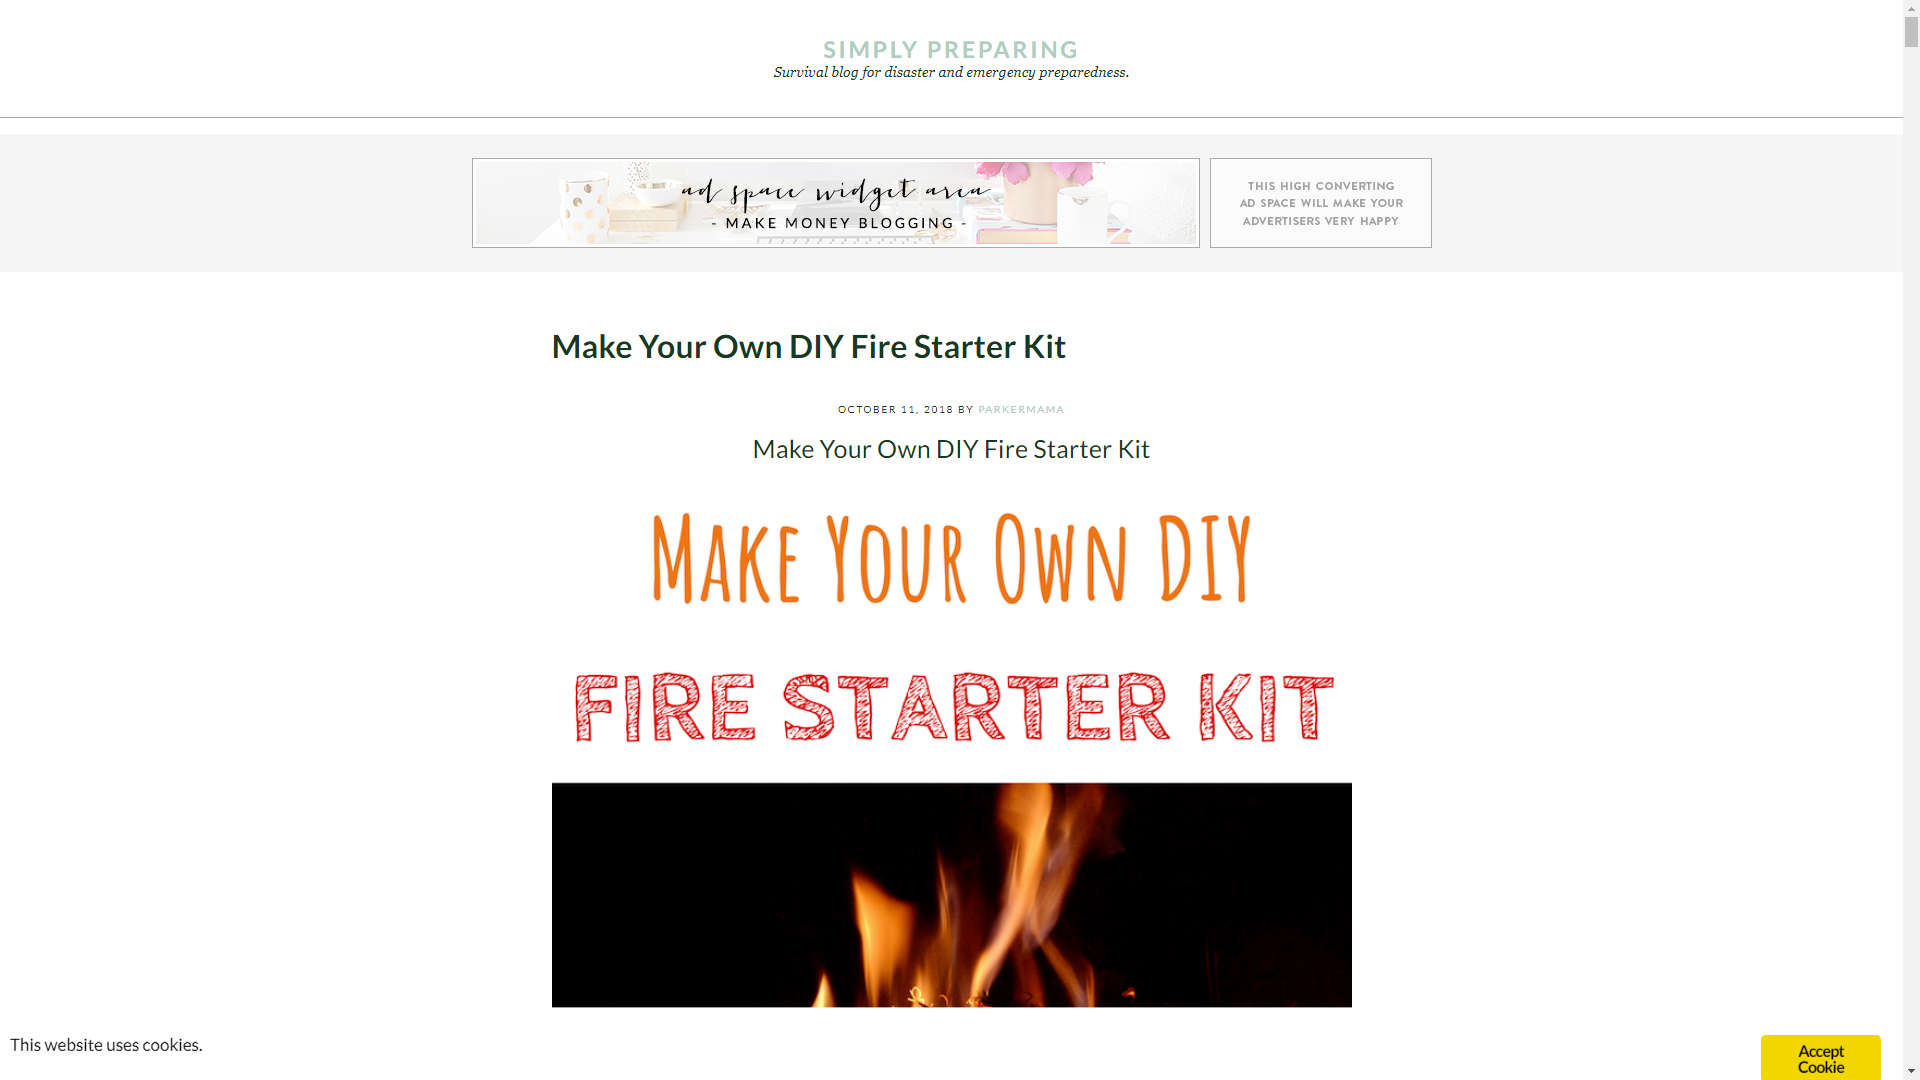 SIMPLY PREPARING
Survival blog for disaster and emergency preparedness.
ad space widget area
- MAKE MONEY BLOGGING -
THIS HIGH CONVERTING
AD SPACE WILL MAKE YOUR
ADVERTISERS VERY HAPPY
Make Your Own DIY Fire Starter Kit
OCTOBER 11, 2018 BY PARKERMAMA
Make Your Own DIY Fire Starter Kit
MAKE YOUR OWN DIY
FIRE STARTER KIT
This website uses cookies.
Accept
Cookie